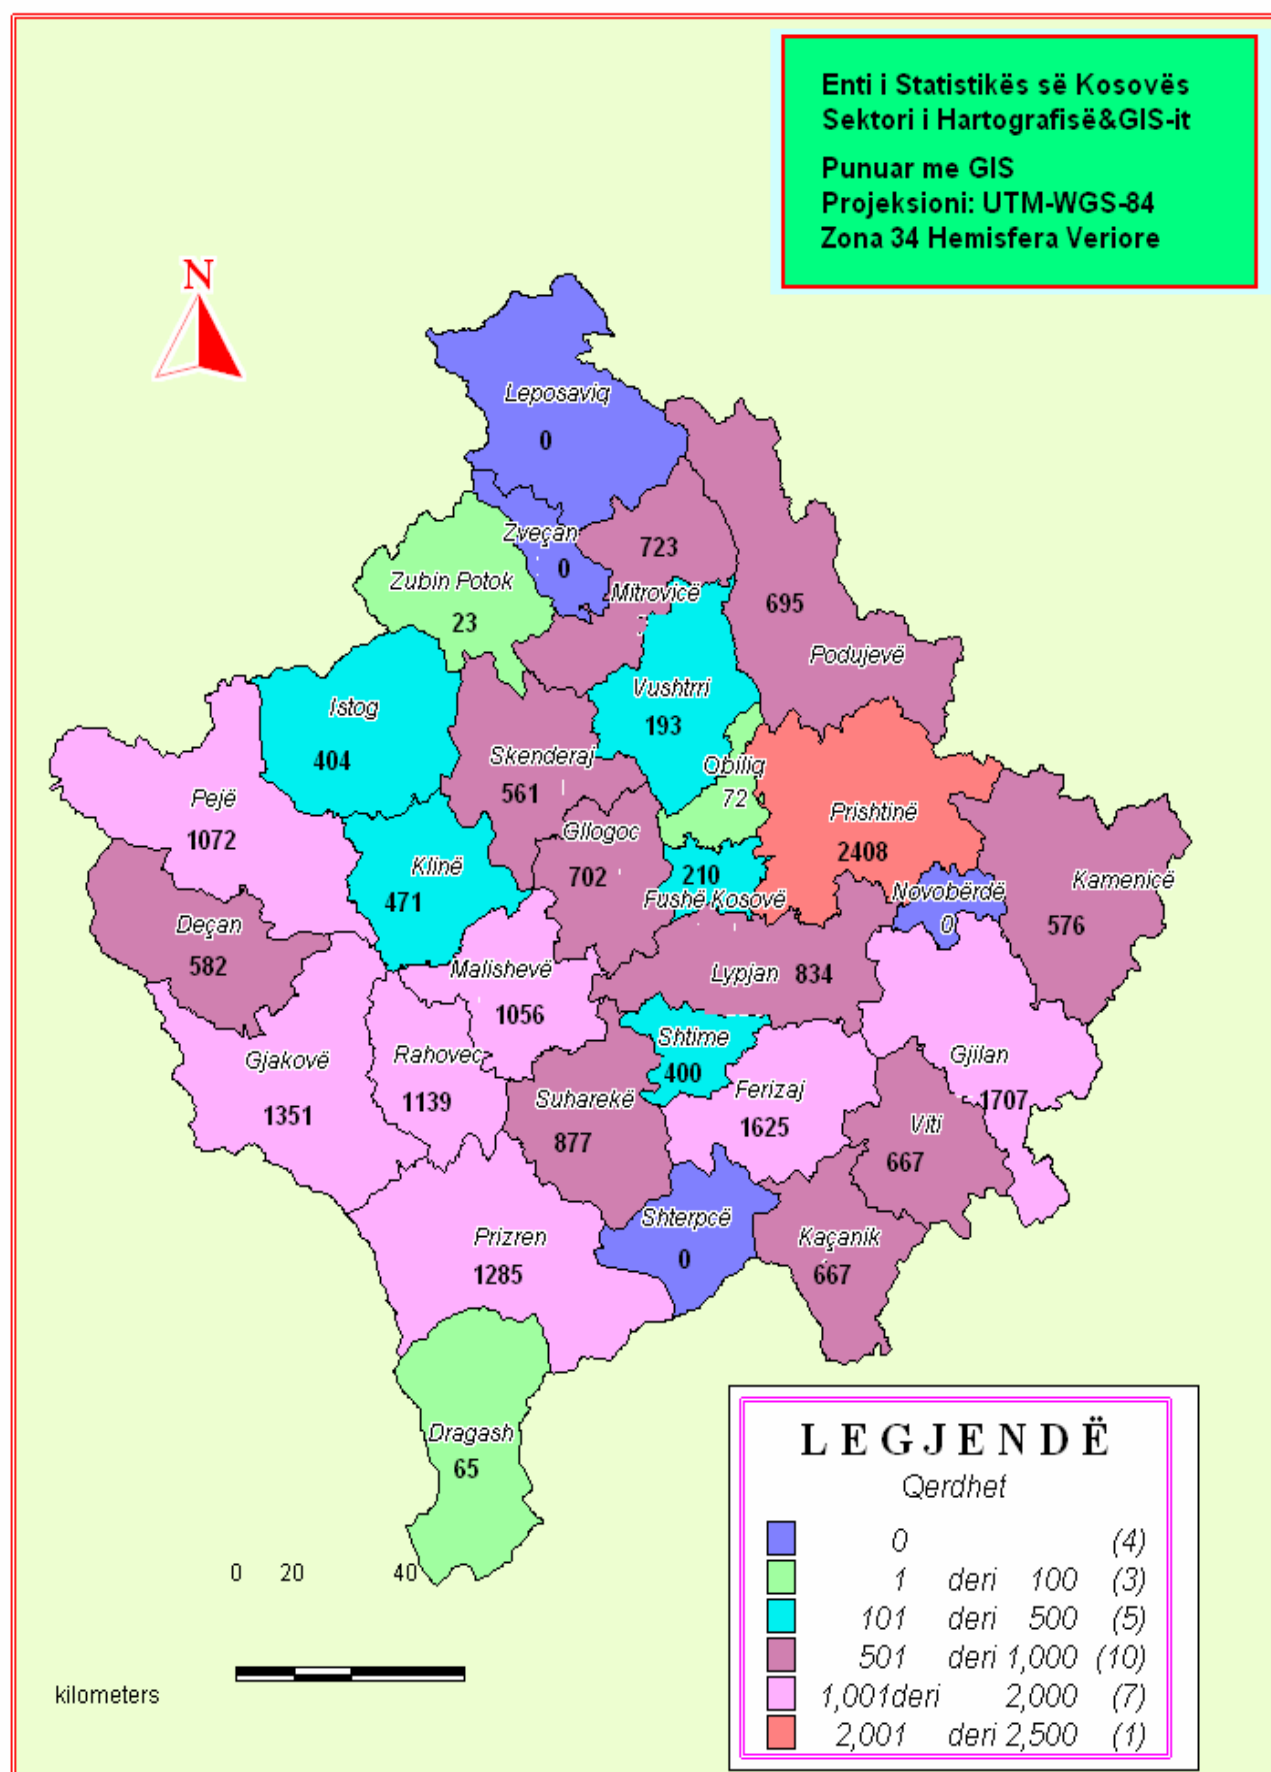 Enti i Statistikës së Kosovës
Sektori i Hartografisë&GIS-it
Punuar me GIS
Projeksioni: UTM-WGS-84
Zona 34 Hemisfera Veriore
N
Leposaviq
0
Zveçan
0
723
Mitrovicë
Zubin Potok
23
695
Podujevë
Istog
404
Vushtrri
193
Skenderaj
561
Obiliq
72
Pejë
1072
Prishtinë
2408
Gllogoc
702
Klinë
471
210
Fushë Kosovë
Novobërdë
0
Kamenicë
576
Deçan
582
Malishevë
1056
Lypjan 834
Shtime
400
Gjakovë
1351
Rahovec
1139
Gjilan
1707
Suharekë
877
Ferizaj
1625
Viti
667
Shterpcë
0
Kaçanik
667
Prizren
1285
Dragash
65
0 20 40
kilometers
LEGJENDË
Qerdhet
0 (4)
1 deri 100 (3)
101 deri 500 (5)
501 deri 1,000 (10)
1,001deri 2,000 (7)
2,001 deri 2,500 (1)